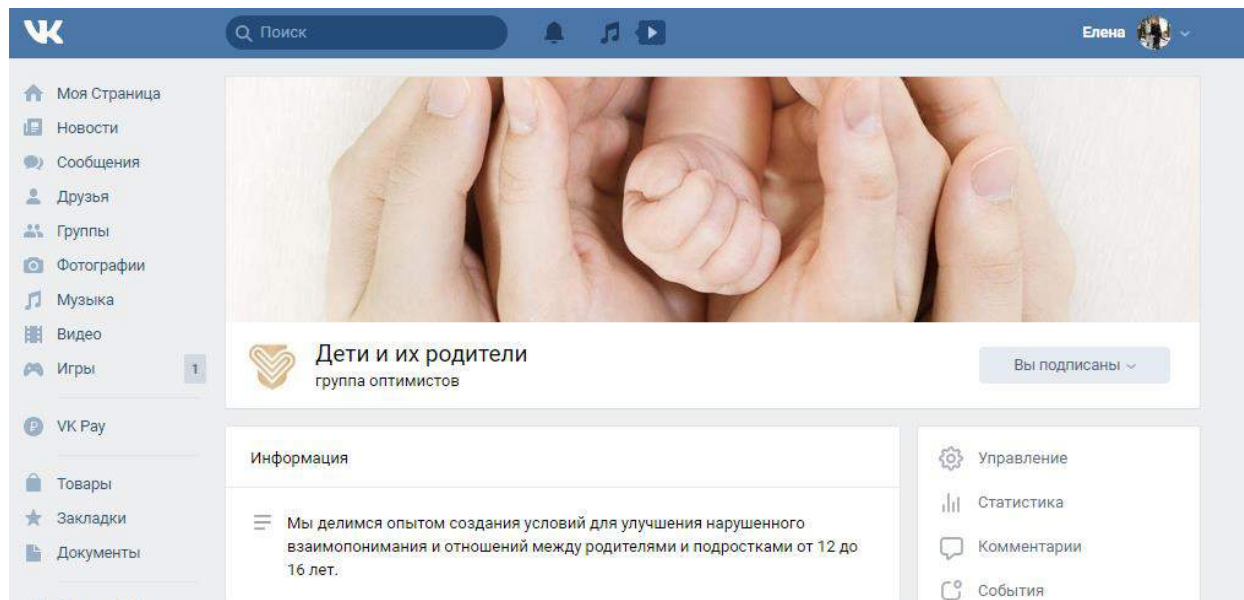 Поиск
Елена
Моя Страница
Новости
Сообщения
Друзья
Группы
Фотографии
Музыка
Видео
Игры 1
VK Pay
Товары
Закладки
Документы
Дети и их родители
группа оптимистов
Вы подписаны
Информация
Мы делимся опытом создания условий для улучшения нарушенного
взаимопонимания и отношений между родителями и подростками от 12 до
16 лет.
Управление
Статистика
Комментарии
События